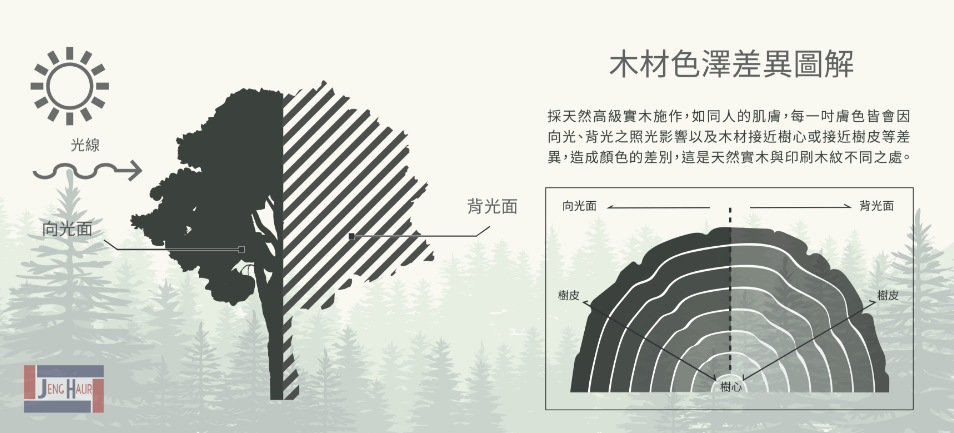 木材色澤差異圖解
光線
向光面
背光面
採天然高級實木施作，如同人的肌膚，每一吋膚色皆會因
向光、背光之照光影響以及木材接近樹心或接近樹皮等差
異，造成顏色的差別，這是天然實木與印刷木紋不同之處。
向光面
背光面
樹皮
樹皮
樹心
JENG HAUR